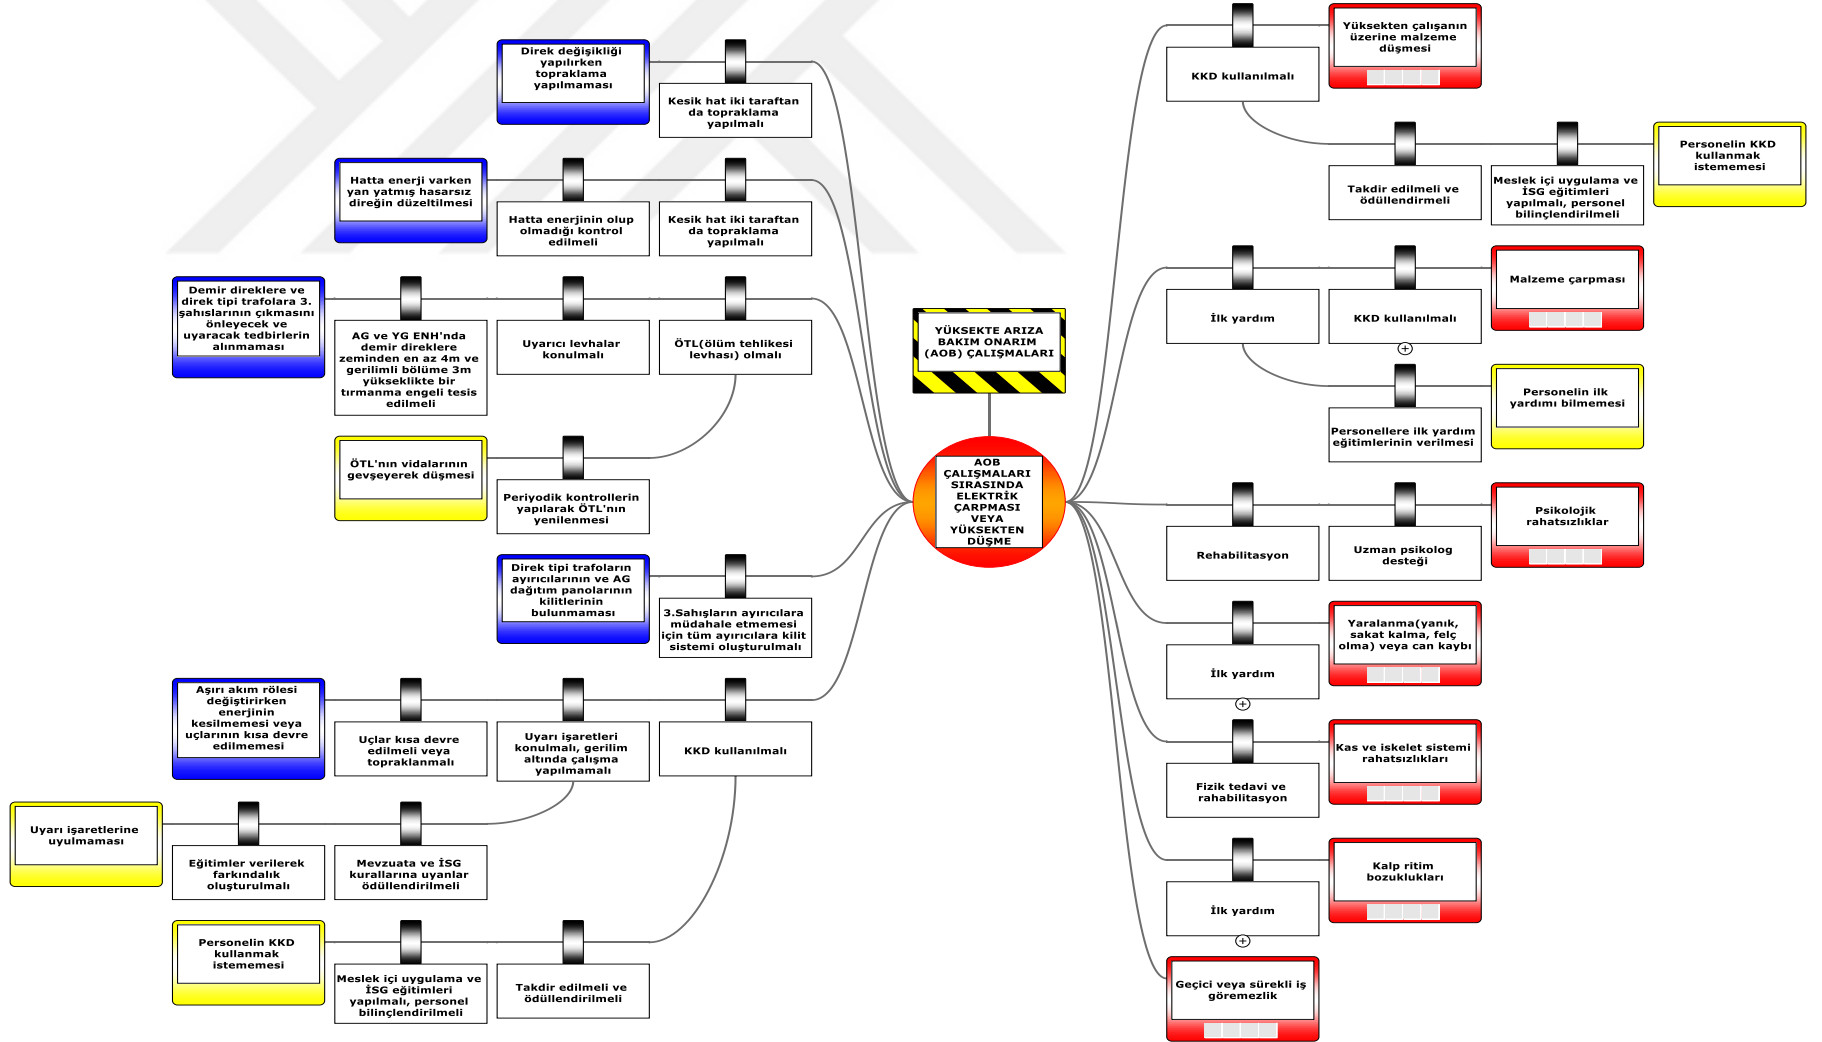 Direk değişikliği
yapılırken
topraklama
yapılmaması
Kesik hat iki taraftan
da topraklama
yapılmalı
Hatta enerji varken
yan yatmış hasarsız
direğin düzeltilmesi
Hatta enerjinin olup
olmadığı kontrol
edilmeli
Kesik hat iki taraftan
da topraklama
yapılmalı
Demir direklere ve
direk tipi trafolara 3.
şahıslarının çıkmasını
önleyecek ve
uyaracak tedbirlerin
alınmaması
AG ve YG ENH'nda
demir direklere
zeminden en az 4m ve
gerilimli bölüme 3m
yükseklikte bir
tırmanma engeli tesis
edilmeli
Uyarıcı levhalar
konulmalı
ÖTL(ölüm tehlikesi
levhası) olmalı
ÖTL'nın vidalarının
gevşeyerek düşmesi
Periyodik kontrollerin
yapılarak ÖTL'nın
yenilenmesi
Direk tipi trafoların
ayırıcılarının ve AG
dağıtım panolarının
kilitlerinin
bulunmaması
3.Sahışların ayırıcılara
müdahale etmemesi
için tüm ayırıcılara kilit
sistemi oluşturulmalı
Aşırı akım rölesi
değiştirirken
enerjinin
kesilmemesi veya
uçlarının kısa devre
edilmemesi
Uçlar kısa devre
edilmeli veya
topraklanmalı
Uyarı işaretleri
konulmalı, gerilim
altında çalışma
yapılmamalı
KKD kullanılmalı
Uyarı işaretlerine
uyulmaması
Eğitimler verilerek
farkındalık
oluşturulmalı
Mevzuata ve İSG
kurallarına uyanlar
ödüllendirilmeli
Personelin KKD
kullanmak
istememesi
Meslek içi uygulama ve
İSG eğitimleri
yapılmalı, personel
bilinçlendirilmeli
Takdir edilmeli ve
ödüllendirilmeli
YÜKSEKTE ARIZA
BAKIM ONARIM
(AOB) ÇALIŞMALARI
AOB
ÇALIŞMALARI
SIRASINDA
ELEKTRİK
ÇARPMASI
VEYA
YÜKSEKTEN
DÜŞME
KKD kullanılmalı
Yüksekten çalışanın
üzerine malzeme
düşmesi
Takdir edilmeli ve
ödüllendirmeli
Meslek içi uygulama ve
İSG eğitimleri
yapılmalı, personel
bilinçlendirilmeli
Personelin KKD
kullanmak
istememesi
İlk yardım
KKD kullanılmalı
Malzeme çarpması
Personellere ilk yardım
eğitimlerinin verilmesi
Personelin ilk
yardımı bilmemesi
Rehabilitasyon
Uzman psikolog
desteği
Psikolojik
rahatsızlıklar
İlk yardım
Yaralanma(yanık,
sakat kalma, felç
olma) veya can kaybı
Fizik tedavi ve
rahabilitasyon
Kas ve iskelet sistemi
rahatsızlıkları
İlk yardım
Kalp ritim
bozuklukları
Geçici veya sürekli iş
göremezlik